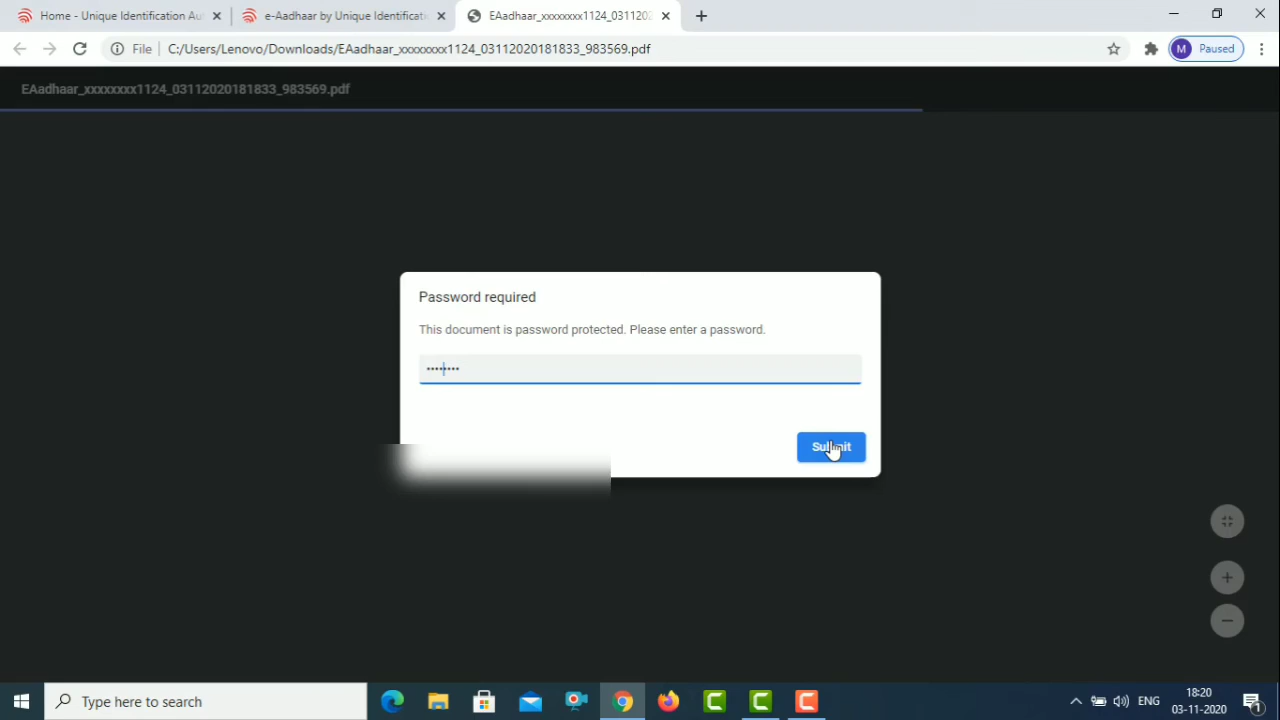 Home - Unique Identification Aut
e-Aadhaar by Unique Identificati
EAadhaar_xxxxxxxx1124_031120
File
C:/Users/Lenovo/Downloads/EAadhaar_xxxxxxxx1124_03112020181833_983569.pdf
M
Paused
EAadhaar_xxxxxxxx1124_03112020181833_983569.pdf
Password required
This document is password protected. Please enter a password.
••••••••
Submit
Type here to search
ENG
18:20
03-11-2020
1